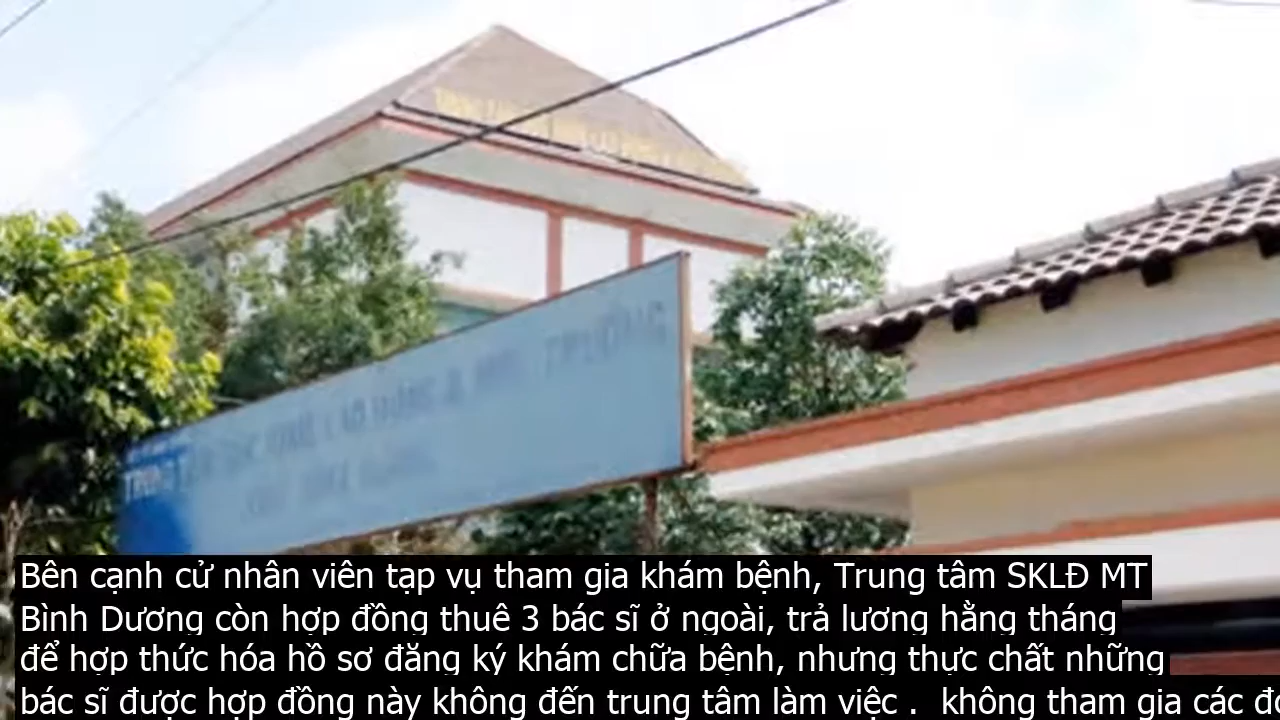 TRUNG
TRƯỜNG
Bên cạnh cử nhân viên tạp vụ tham gia khám bệnh, Trung tâm SKLĐ MT
Bình Dương còn hợp đồng thuê 3 bác sĩ ở ngoài, trả lương hằng tháng
để hợp thức hóa hồ sơ đăng ký khám chữa bệnh, nhưng thực chất những
bác sĩ được hợp đồng này không đến trung tâm làm việc . không tham gia các